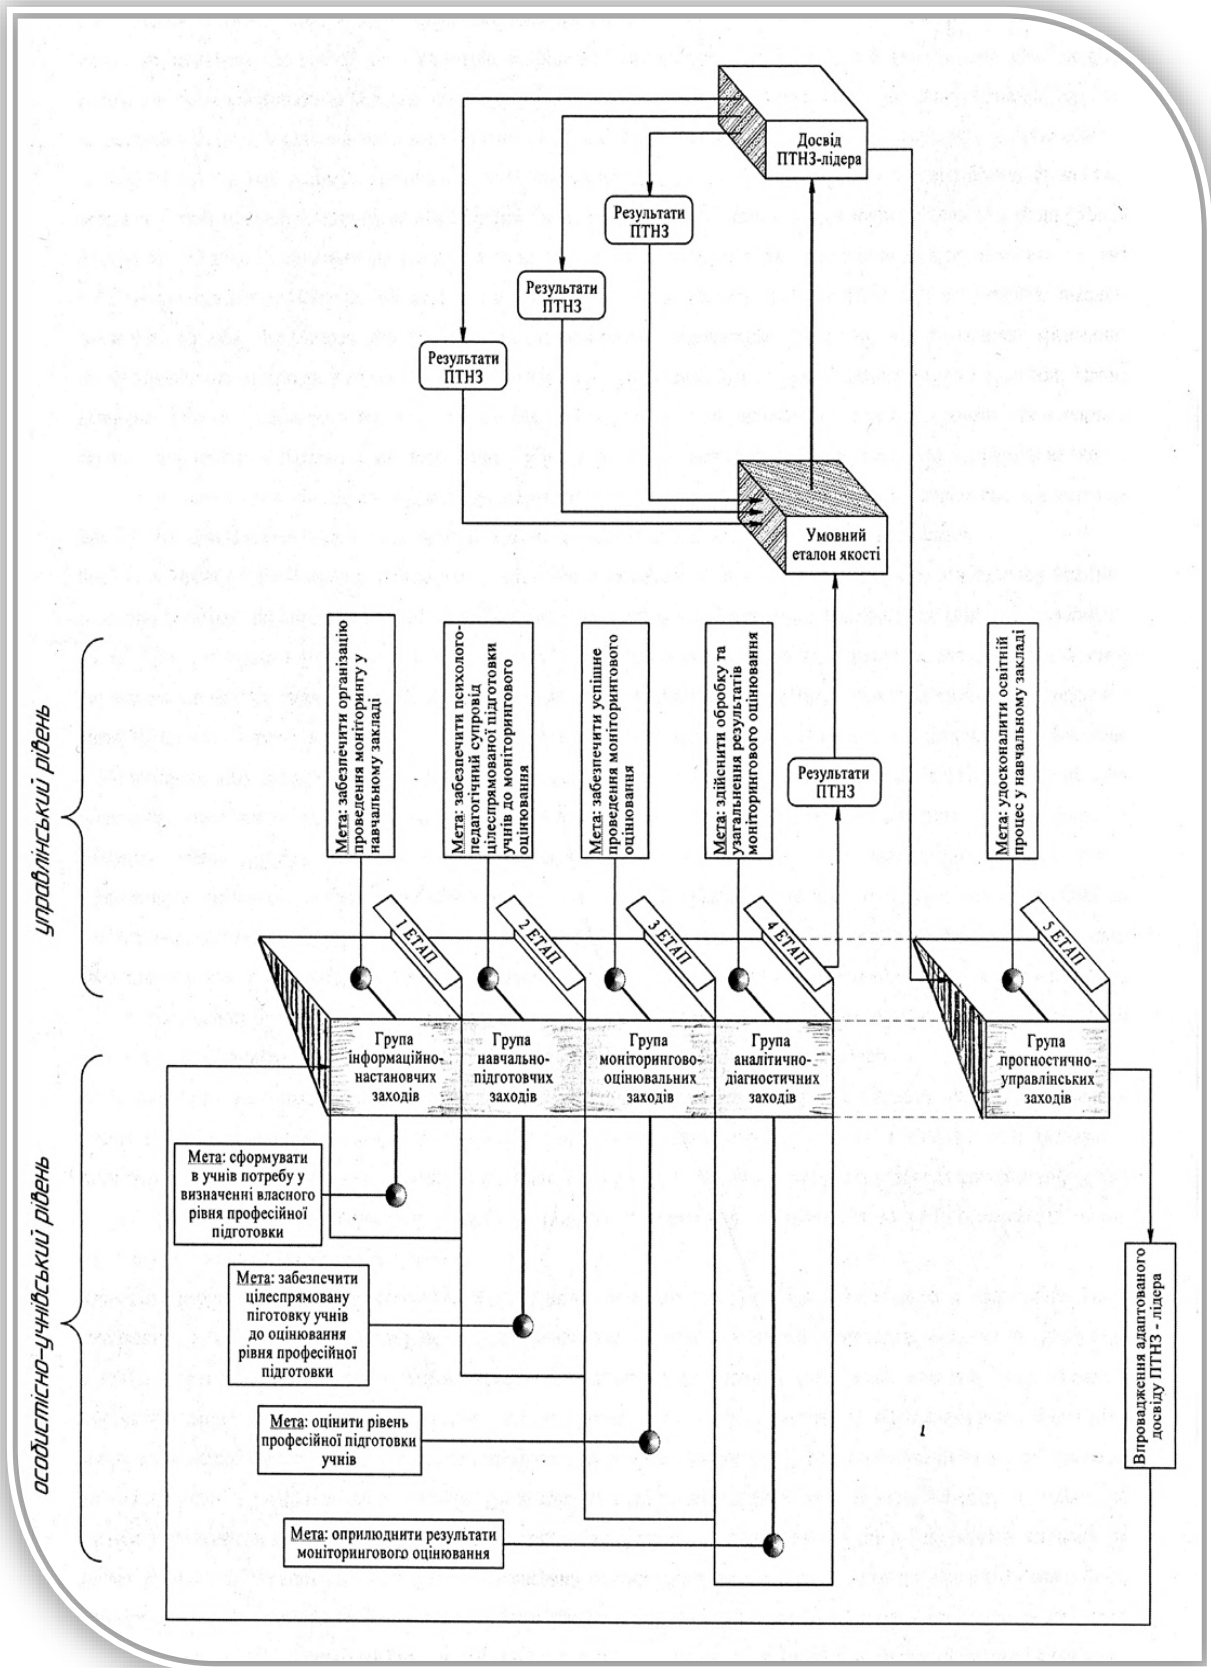 Досвід
ПТНЗ-лідера
Результати
ПТНЗ
Результати
ПТНЗ
Результати
ПТНЗ
Умовний
еталон якості
управлінський рівень
Мета: забезпечити організацію
проведення моніторингу у
навчальному закладі
Мета: забезпечити психолого-
педагогічний супровід
цілеспрямованої підготовки
учнів до моніторингового
оцінювання
Мета: забезпечити успішне
проведення моніторингового
оцінювання
Мета: здійснити обробку та
узагальнення результатів
моніторингового оцінювання
Результати
ПТНЗ
Мета: удосконалити освітній
процес у навчальному закладі
1 ЕТАП
2 ЕТАП
3 ЕТАП
4 ЕТАП
5 ЕТАП
Група
інформаційно-
настановчих
заходів
Група
навчально-
підготовчих
заходів
Група
моніторингово-
оцінювальних
заходів
Група
аналітично-
діагностичних
заходів
Група
прогностично-
управлінських
заходів
особистісно-учнівський рівень
Мета: сформувати
в учнів потребу у
визначенні власного
рівня професійної
підготовки
Мета: забезпечити
цілеспрямовану
піготовку учнів
до оцінювання
рівня професійної
підготовки
Мета: оцінити рівень
професійної підготовки
учнів
Мета: оприлюднити результати
моніторингового оцінювання
Впровадження адаптованого
досвіду ПТНЗ - лідера